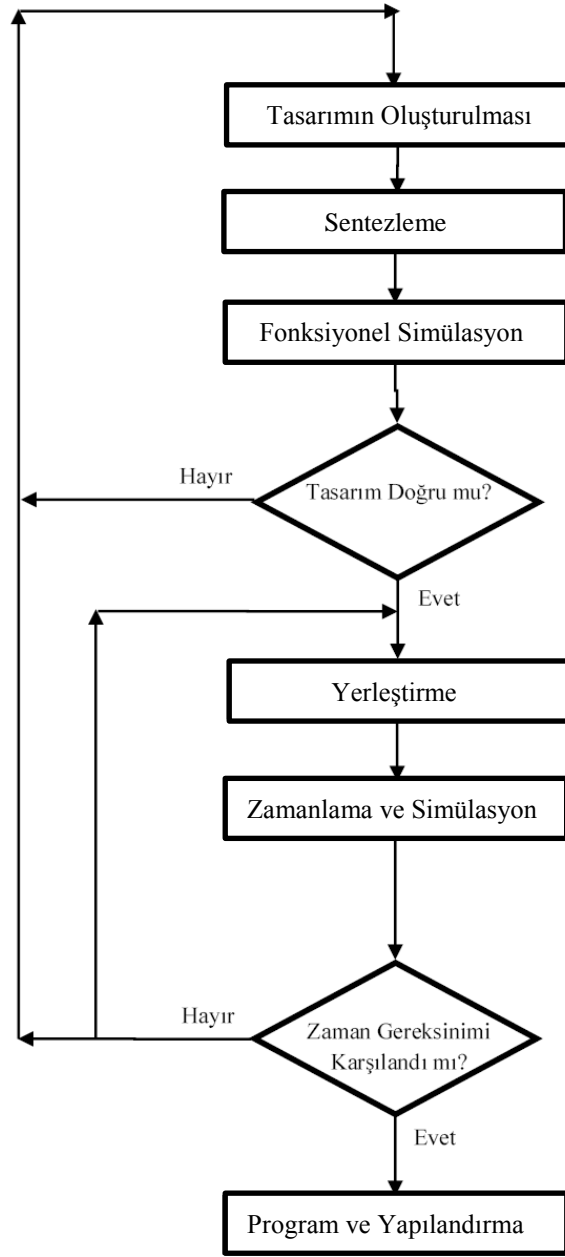 Tasarımın Oluşturulması
Sentezleme
Fonksiyonel Simülasyon
Hayır
Tasarım Doğru mu?
Evet
Yerleştirme
Zamanlama ve Simülasyon
Hayır
Zaman Gereksinimi
Karşılandı mı?
Evet
Program ve Yapılandırma